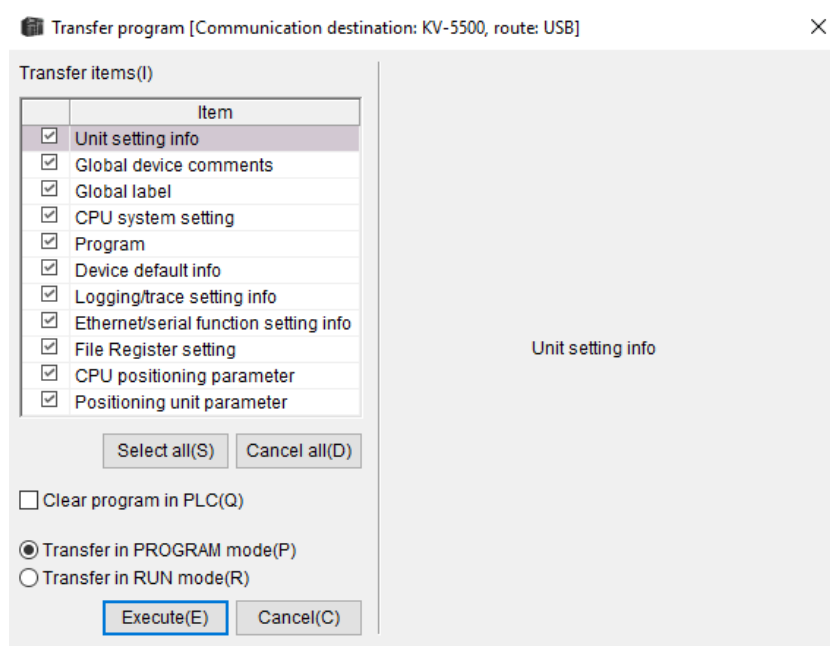 Transfer program [Communication destination: KV-5500, route: USB]
Transfer items(I)
Item
Unit setting info
Global device comments
Global label
CPU system setting
Program
Device default info
Logging/trace setting info
Ethernet/serial function setting info
File Register setting
CPU positioning parameter
Positioning unit parameter
Select all(S) Cancel all(D)
Clear program in PLC(Q)
Transfer in PROGRAM mode(P)
Transfer in RUN mode(R)
Execute(E) Cancel(C)
Unit setting info